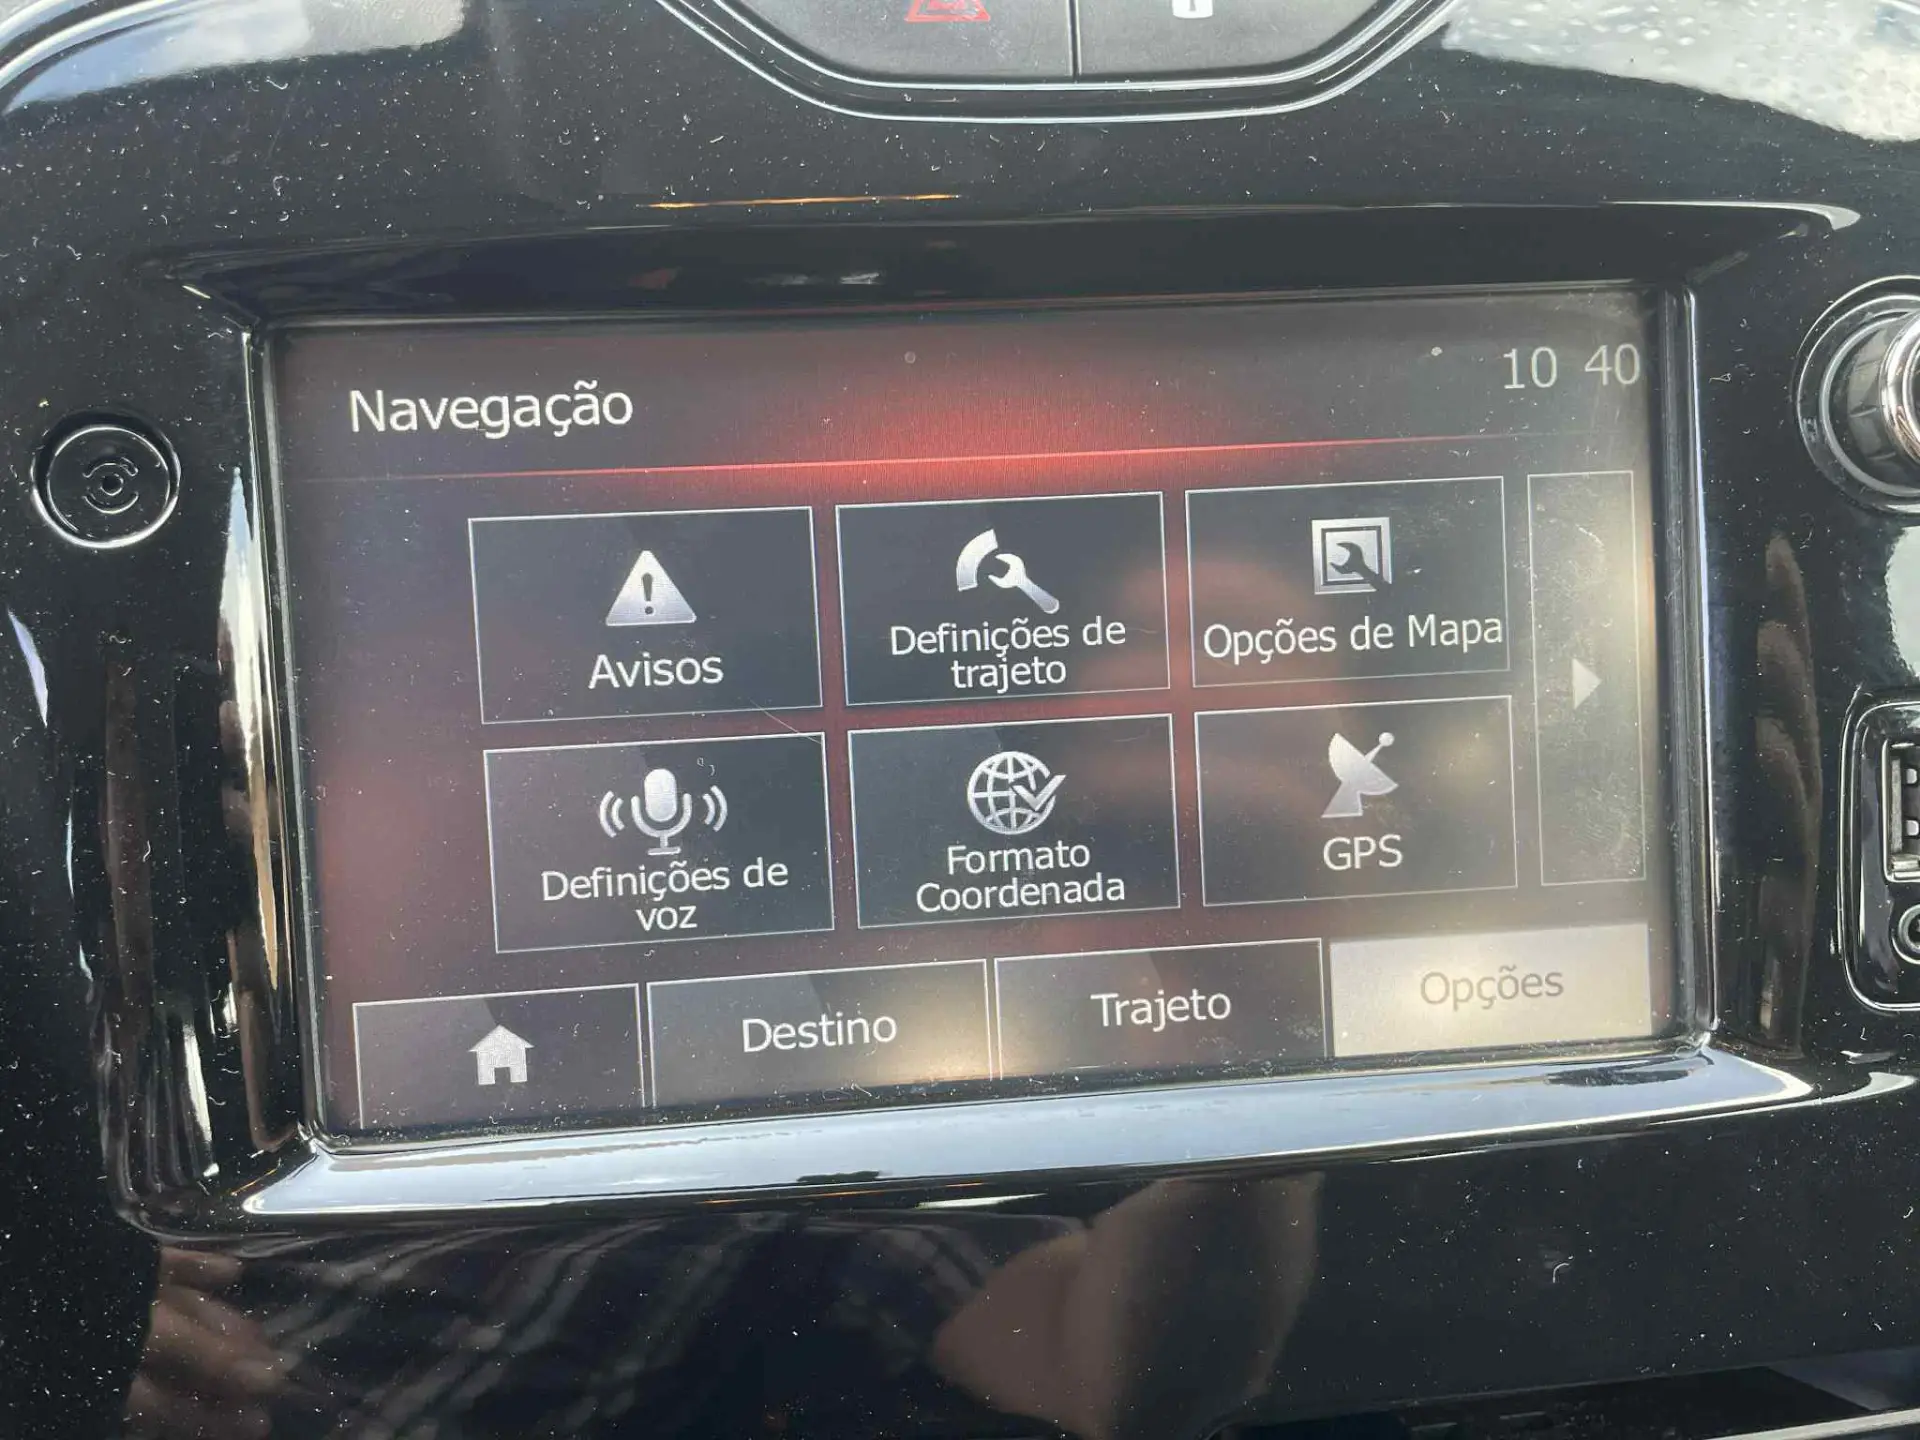 Navegação
10 40
Avisos
Definições de
trajeto
Opções de Mapa
Definições de
voz
Formato
Coordenada
GPS
Destino
Trajeto
Opções